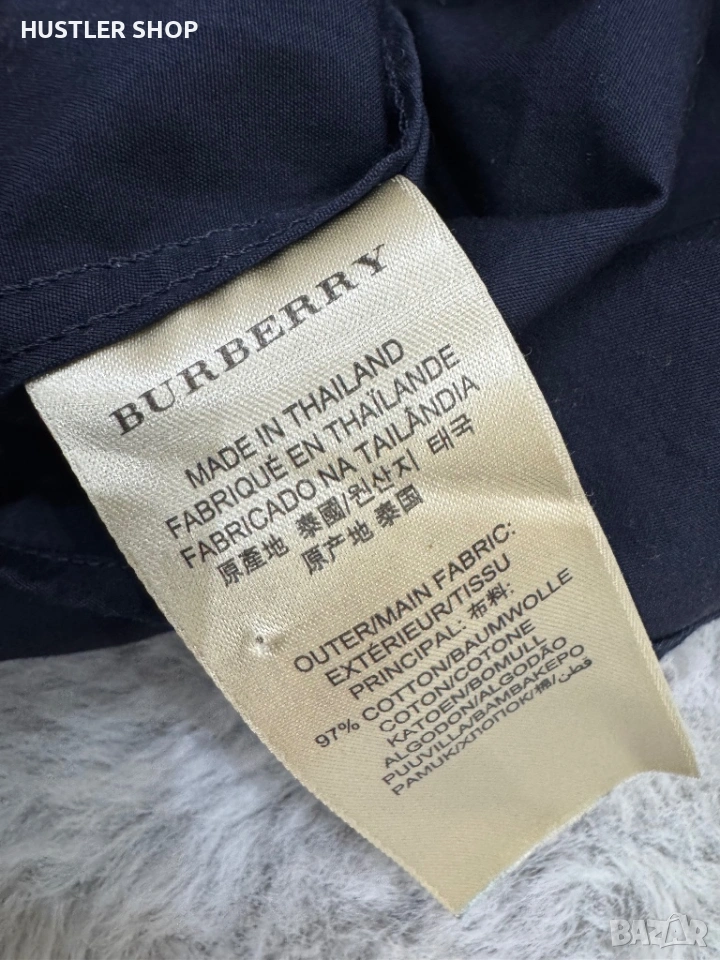 HUSTLER SHOP
BURBERRY
MADE IN THAILAND
FABRIQUÉ EN THAÏLANDE
FABRICADO NA TAILÂNDIA
原產地 泰國/원산지 태국
原产地 泰国
OUTER/MAIN FABRIC:
EXTÉRIEUR/TISSU
PRINCIPAL: 布料:
97% COTTON/BAUMWOLLE
COTON/COTONE
KATOEN/BOMULL
ALGODON/ALGODÃO
PUUVILLA/ΒΑΜΒΑΚΕΡΟ
PAMUK/ХЛОПОК/棉/قطن
BAZAR